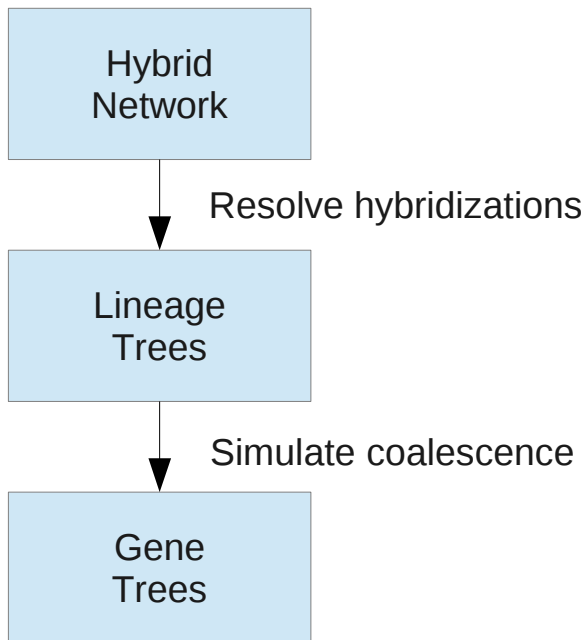 Hybrid
Network
Resolve hybridizations
Lineage
Trees
Simulate coalescence
Gene
Trees